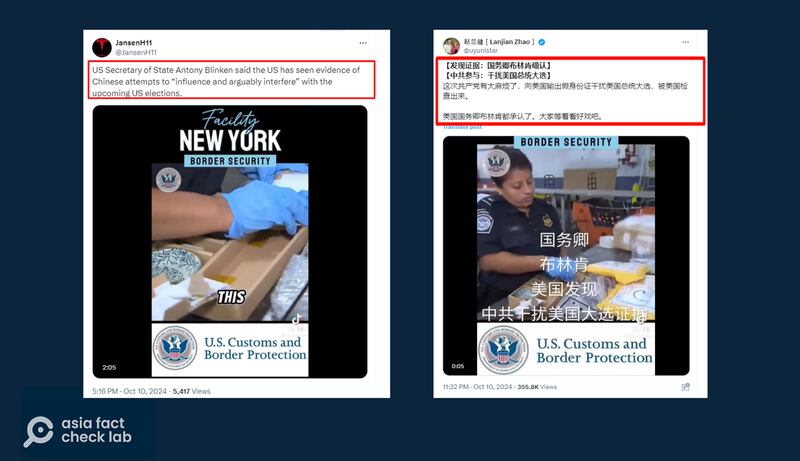 JansenH11
@JansenH11
US Secretary of State Antony Blinken said the US has seen evidence of
Chinese attempts to “influence and arguably interfere” with the
upcoming US elections.
Facility
NEW YORK
BORDER SECURITY
THIS
U.S. Customs and
Border Protection
2:05
5:16 PM · Oct 10, 2024 · 5,417 Views
赵兰健 [ Lanjian Zhao ]
@uyunistar
【发现证据：国务卿布林肯确认】
【中共参与：干扰美国总统大选】
这次共产党有大麻烦了，向美国输出假身份证干扰美国总统大选，被美国检
查出来。
美国国务卿布林肯都承认了。大家等着看好戏吧。
Translate post
BORDER SECURITY
国务卿
布林肯
美国发现
中共干扰美国大选证据
U.S. Customs and
Border Protection
0:05
11:32 PM · Oct 10, 2024 · 355.8K Views
asia fact
check lab